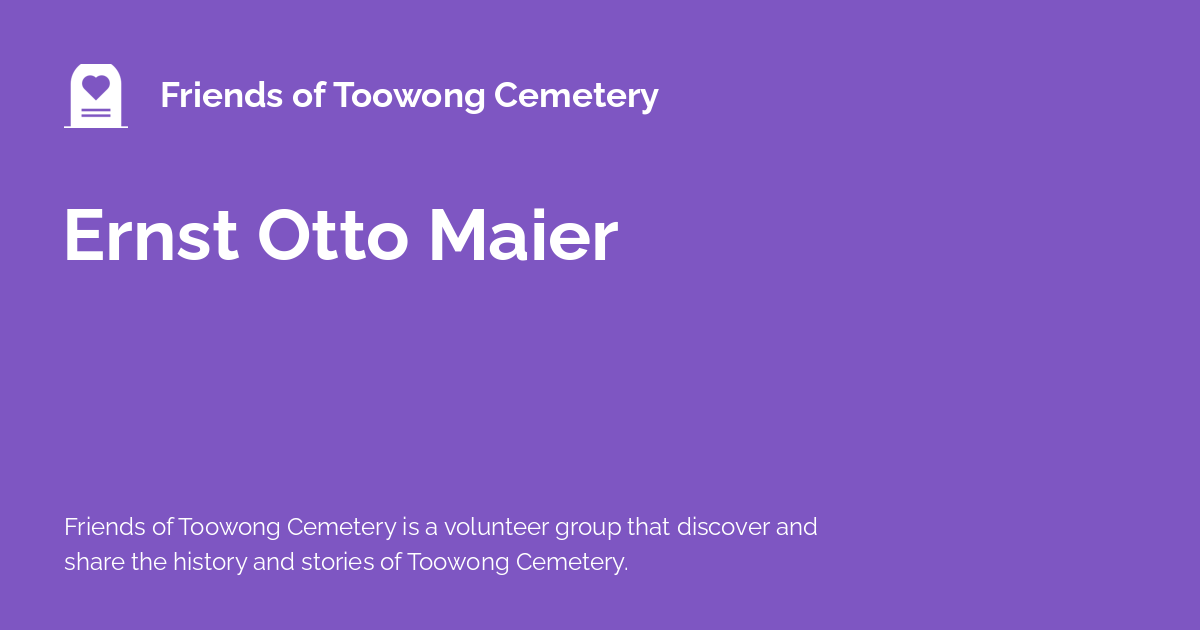 Friends of Toowong Cemetery
Ernst Otto Maier
Friends of Toowong Cemetery is a volunteer group that discover and
share the history and stories of Toowong Cemetery.